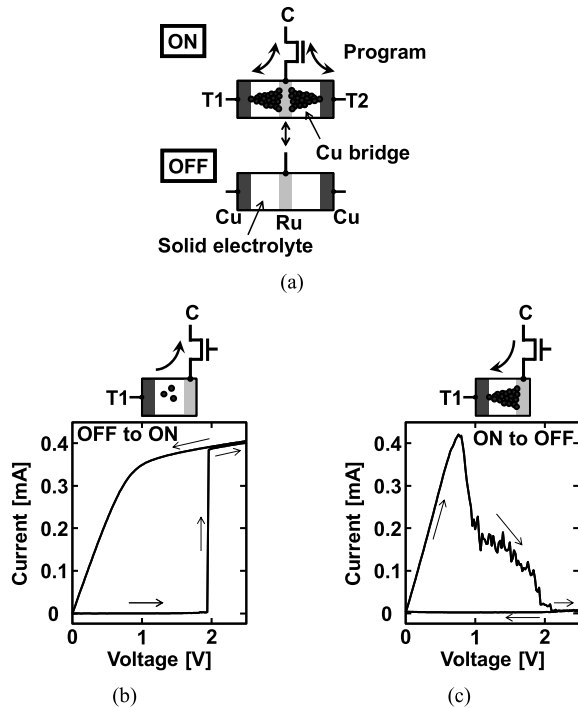 C
ON
Program
T1
T2
Cu bridge
OFF
Cu
Ru
Cu
Solid electrolyte
(a)
C
T1
OFF to ON
0.4
0.3
0.2
0.1
0
Current [mA]
0
1
2
Voltage [V]
(b)
C
T1
ON to OFF
0.4
0.3
0.2
0.1
0
Current [mA]
0
1
2
Voltage [V]
(c)